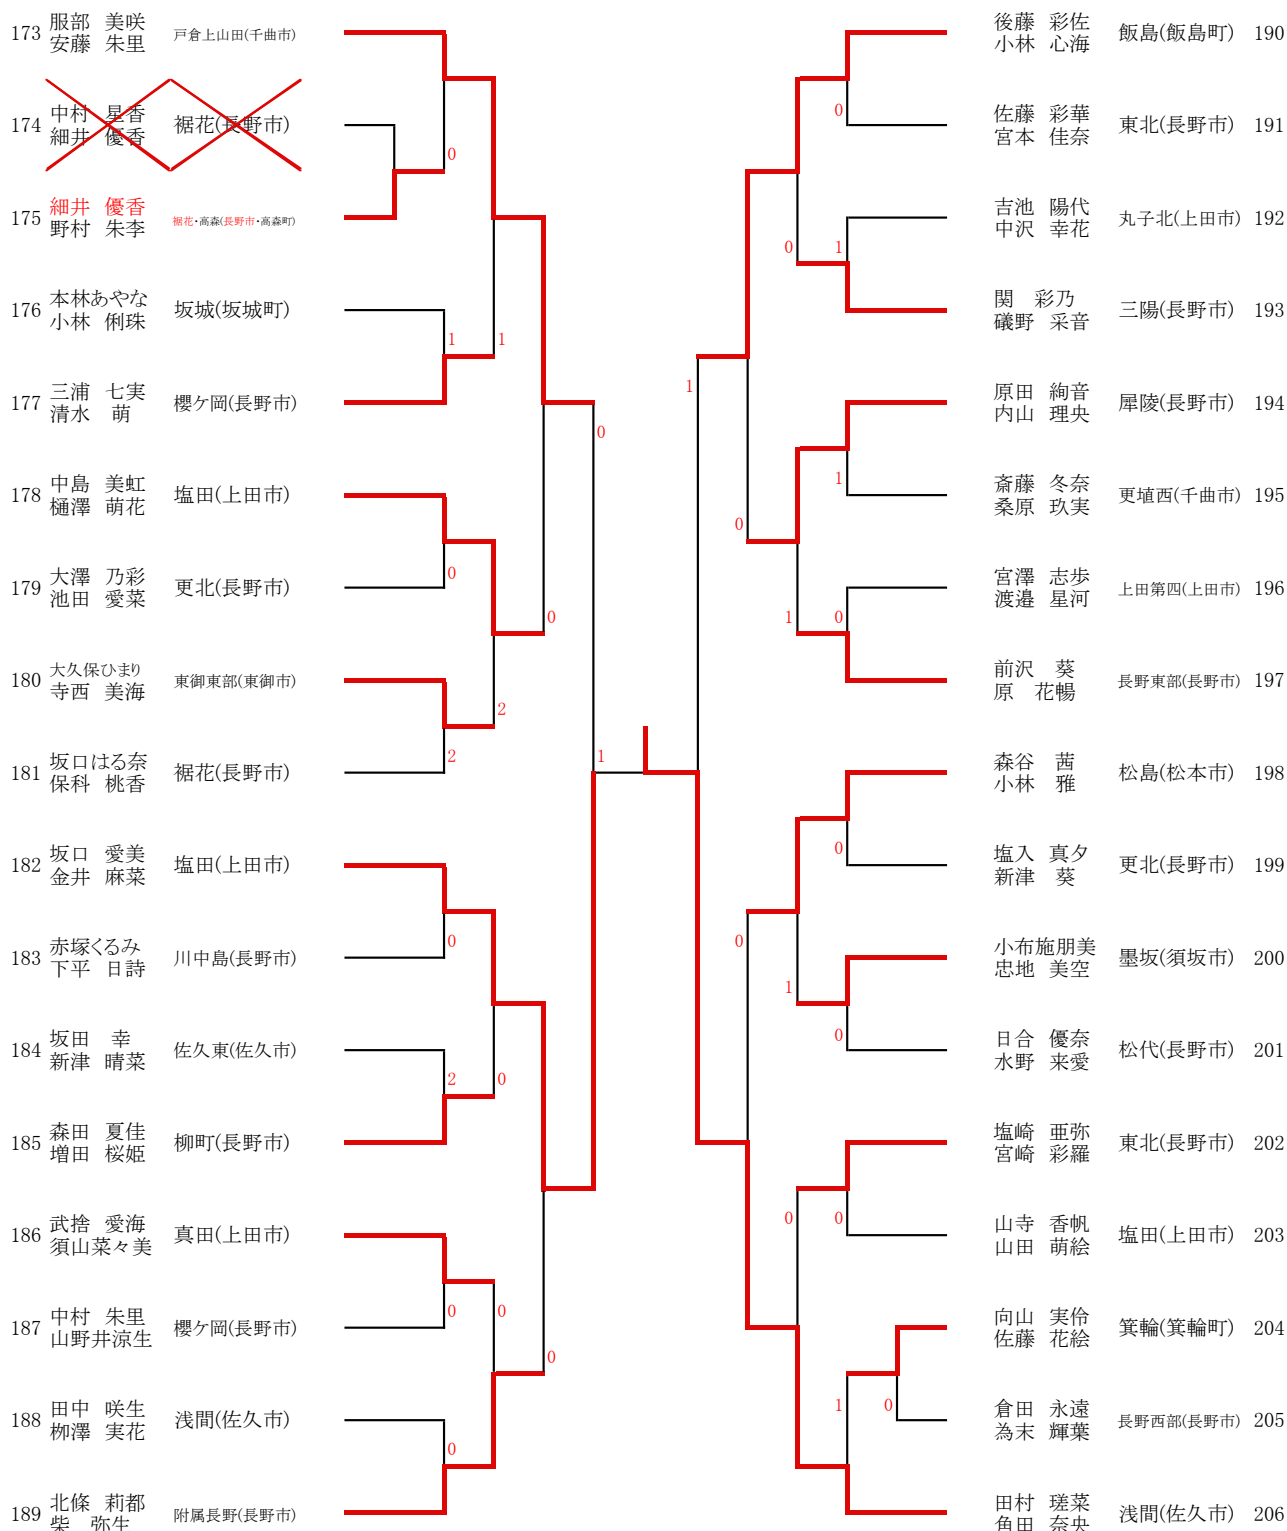 173 服部 美咲 戸倉上山田(千曲市)
安藤 朱里
174 中村 星香 裾花(長野市)
細井 優香
0
175 細井 優香 裾花・高森(長野市・高森町)
野村 朱李
176 本林あやな 坂城(坂城町)
小林 俐珠
1 1
177 三浦 七実 櫻ケ岡(長野市)
清水 萌
0
178 中島 美虹 塩田(上田市)
樋澤 萌花
179 大澤 乃彩 更北(長野市)
池田 愛菜
0
0
180 大久保ひまり 東御東部(東御市)
寺西 美海
2
181 坂口はる奈 裾花(長野市)
保科 桃香
2
1
182 坂口 愛美 塩田(上田市)
金井 麻菜
183 赤塚くるみ 川中島(長野市)
下平 日詩
0
184 坂田 幸 佐久東(佐久市)
新津 晴菜
2 0
185 森田 夏佳 柳町(長野市)
増田 桜姫
186 武捨 愛海 真田(上田市)
須山菜々美
187 中村 朱里 櫻ケ岡(長野市)
山野井涼生
0 0
0
188 田中 咲生 浅間(佐久市)
栁澤 実花
0
189 北條 莉都 附属長野(長野市)
柴 弥生
後藤 彩佐 飯島(飯島町) 190
小林 心海
0
佐藤 彩華 東北(長野市) 191
宮本 佳奈
吉池 陽代 丸子北(上田市) 192
中沢 幸花
0 1
関 彩乃 三陽(長野市) 193
礒野 采音
1
原田 絢音 犀陵(長野市) 194
内山 理央
1
斎藤 冬奈 更埴西(千曲市) 195
桑原 玖実
0
宮澤 志歩 上田第四(上田市) 196
渡邉 星河
1 0
前沢 葵 長野東部(長野市) 197
原 花暢
森谷 茜 松島(松本市) 198
小林 雅
0
塩入 真夕 更北(長野市) 199
新津 葵
0
小布施朋美 墨坂(須坂市) 200
忠地 美空
1
0
日合 優奈 松代(長野市) 201
水野 来愛
塩崎 亜弥 東北(長野市) 202
宮崎 彩羅
0 0
山寺 香帆 塩田(上田市) 203
山田 萌絵
向山 実伶 箕輪(箕輪町) 204
佐藤 花絵
1 0
倉田 永遠 長野西部(長野市) 205
為末 輝葉
田村 瑳菜 浅間(佐久市) 206
角田 奈央